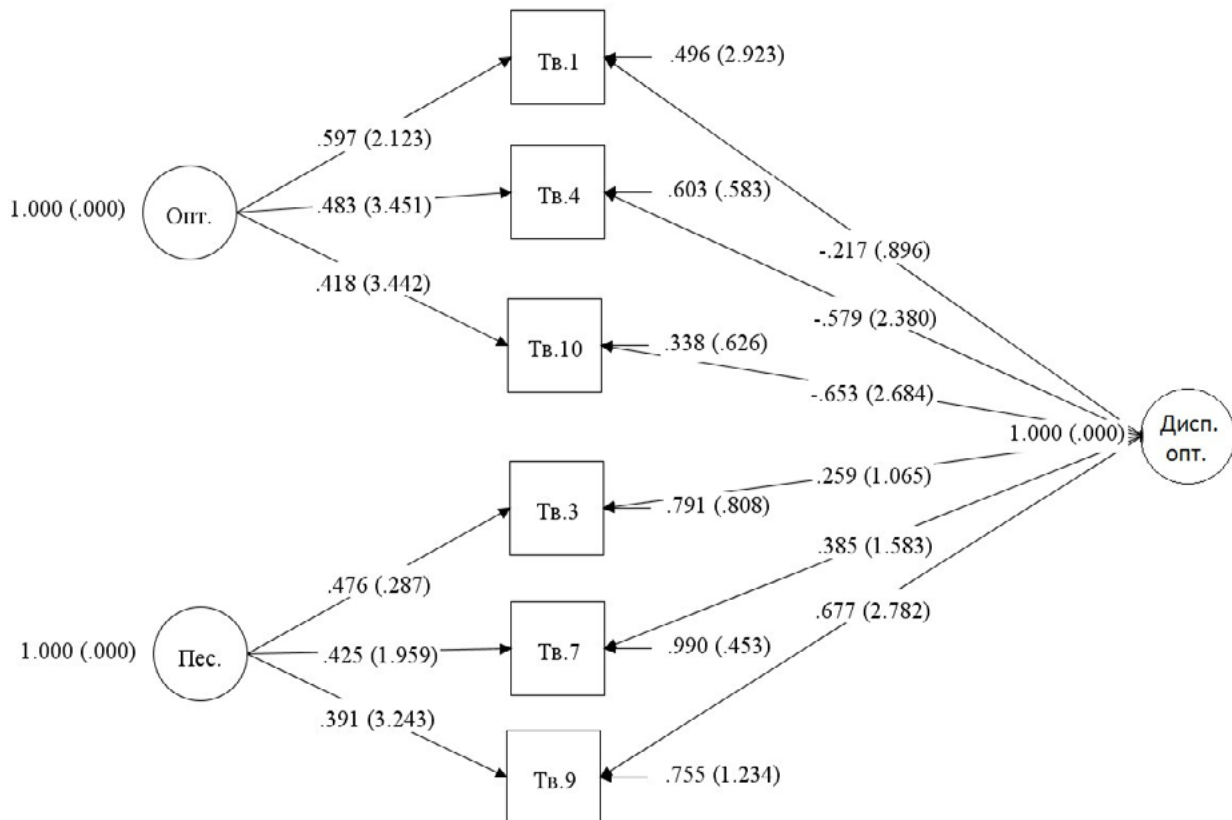 Тв.1
.496 (2.923)
.597 (2.123)
Тв.4
.603 (.583)
1.000 (.000)
Опт.
.483 (3.451)
-.217 (.896)
.418 (3.442)
-.579 (2.380)
Тв.10
.338 (.626)
-.653 (2.684)
1.000 (.000)
Дисп.
опт.
.259 (1.065)
Тв.3
.791 (.808)
.385 (1.583)
.476 (.287)
.677 (2.782)
1.000 (.000)
Пес.
.425 (1.959)
Тв.7
.990 (.453)
.391 (3.243)
Тв.9
.755 (1.234)